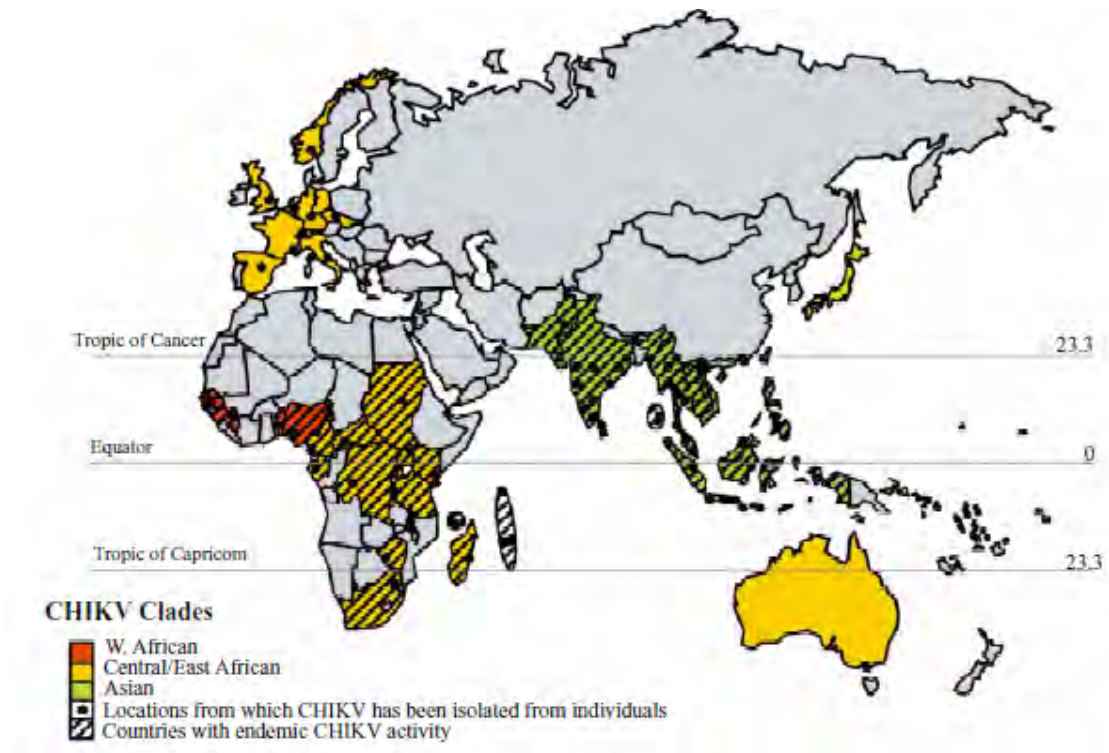 Tropic of Cancer
23.3
Equator
0
Tropic of Capricorn
23.3
CHIKV Clades
W. African
Central/East African
Asian
Locations from which CHIKV has been isolated from individuals
Countries with endemic CHIKV activity